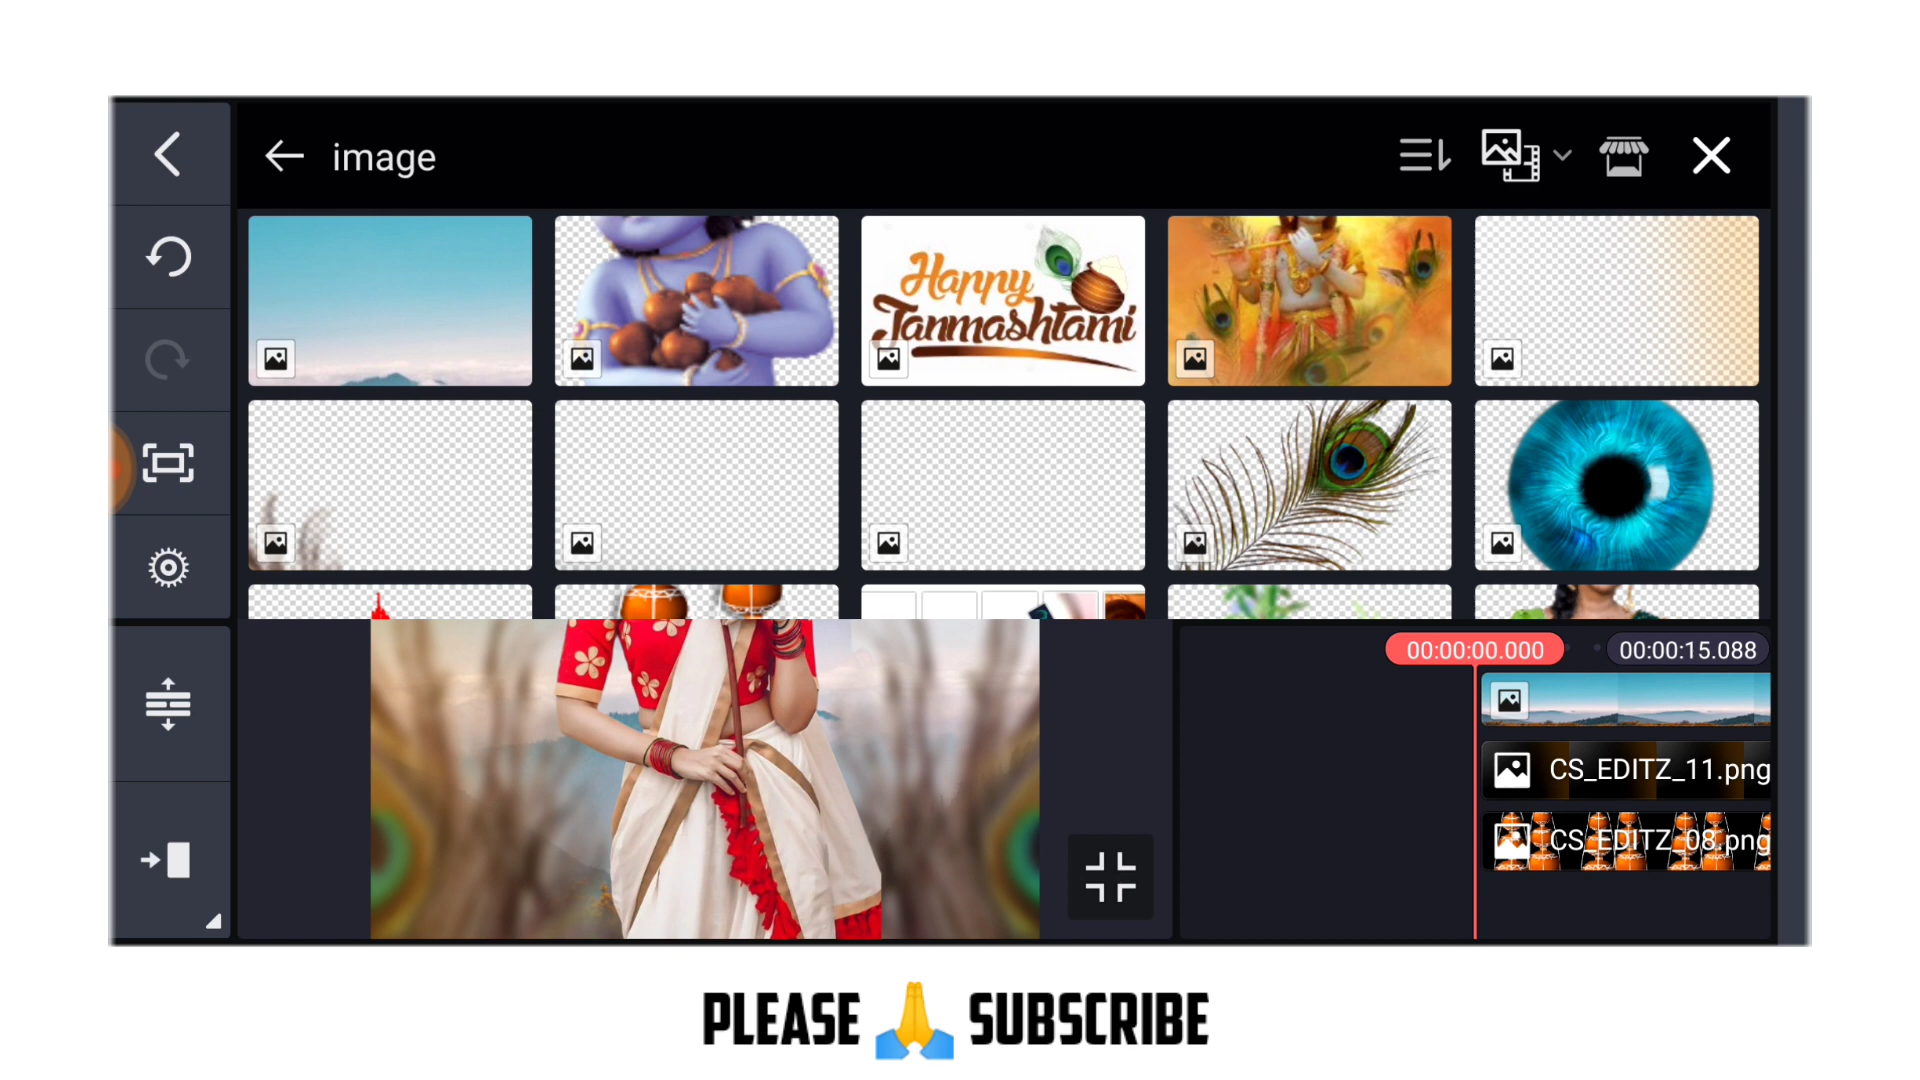 image
Happy
Janmashtami
00:00:00.000
00:00:15.088
CS_EDITZ_11.png
CS_EDITZ_08.png
PLEASE 🙏 SUBSCRIBE